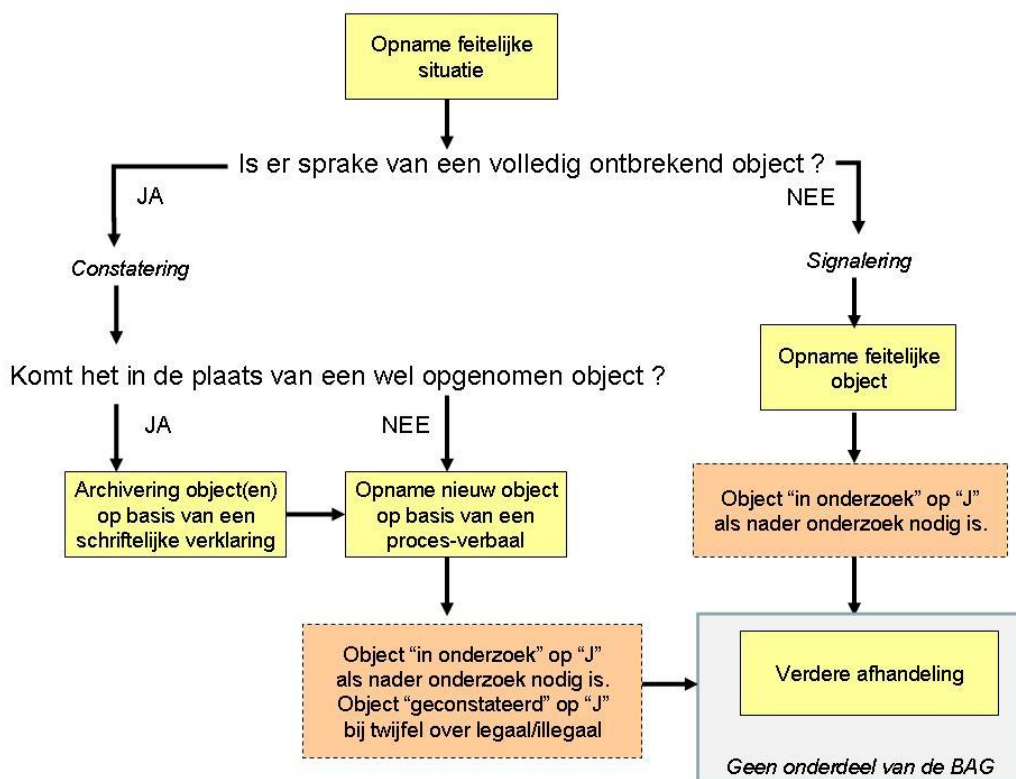 Opname feitelijke
situatie
Is er sprake van een volledig ontbrekend object ?
JA
NEE
Constatering
Signalering
Opname feitelijke
object
Komt het in de plaats van een wel opgenomen object ?
JA
NEE
Archivering object(en)
op basis van een
schriftelijke verklaring
Opname nieuw object
op basis van een
proces-verbaal
Object “in onderzoek” op “J”
als nader onderzoek nodig is.
Object “in onderzoek” op “J”
als nader onderzoek nodig is.
Object “geconstateerd” op “J”
bij twijfel over legaal/illegaal
Verdere afhandeling
Geen onderdeel van de BAG